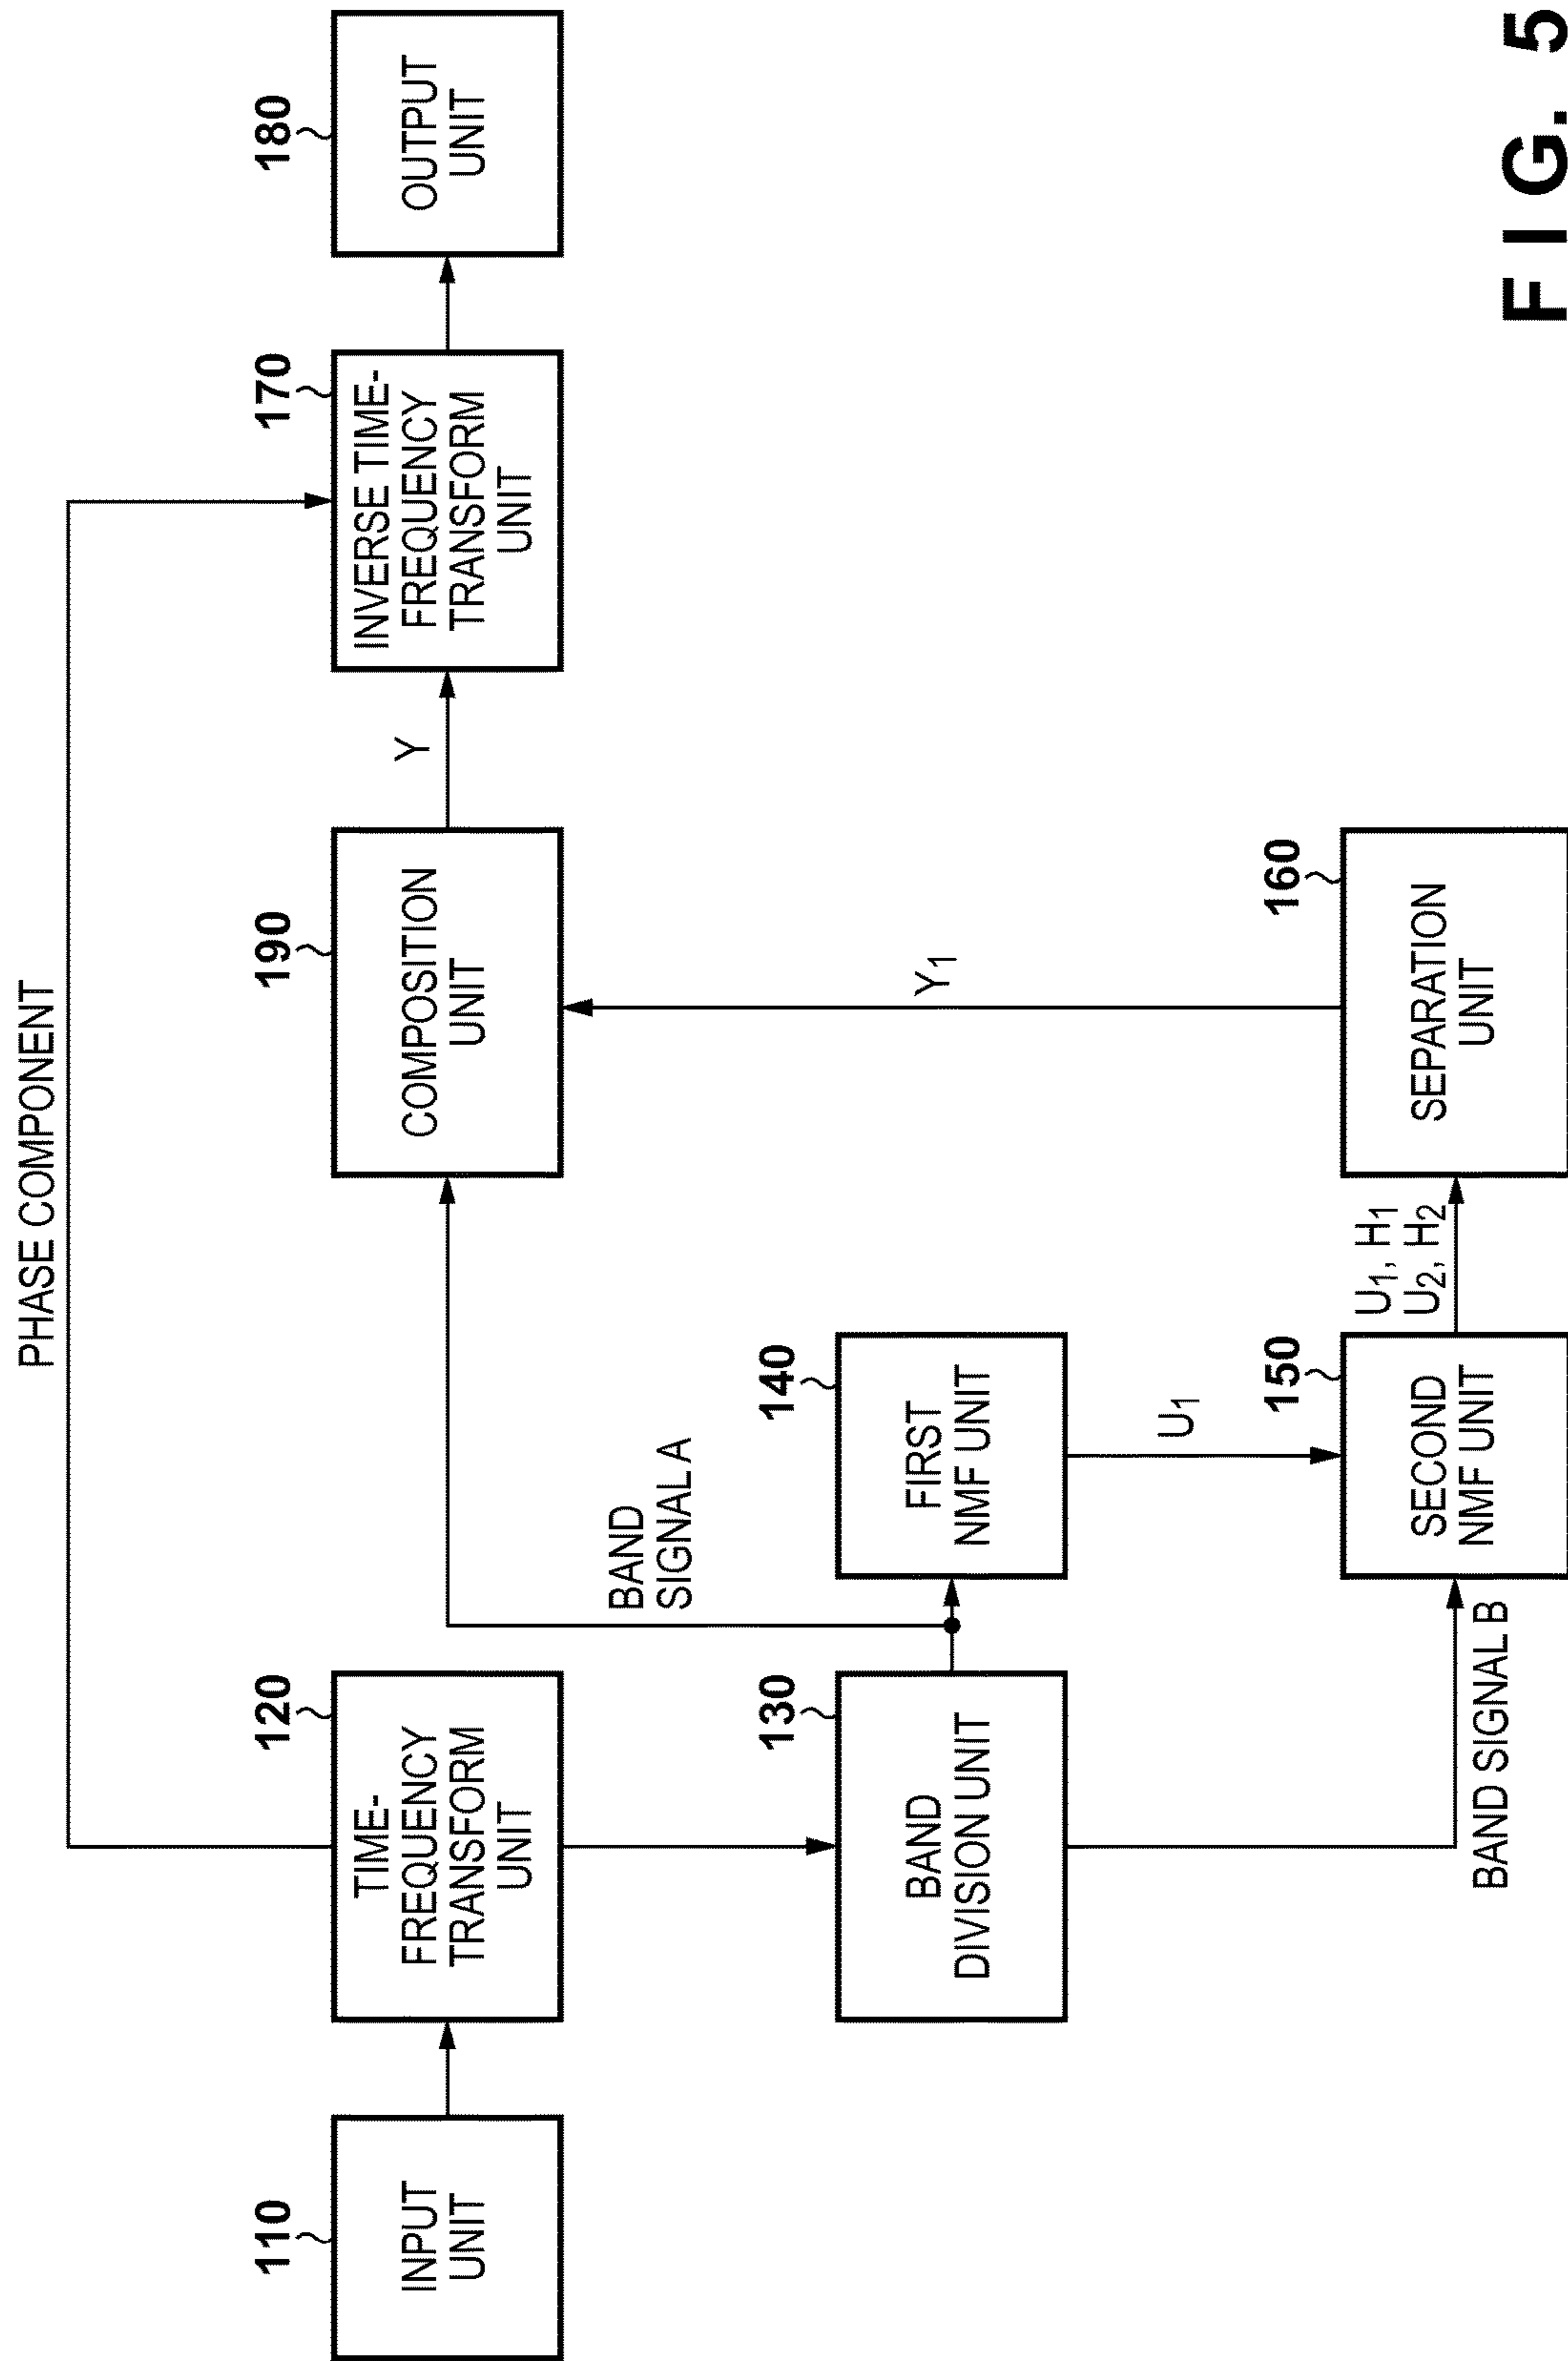 PHASE COMPONENT
110
INPUT
UNIT
120
TIME-
FREQUENCY
TRANSFORM
UNIT
190
COMPOSITION
UNIT
Y
170
INVERSE TIME-
FREQUENCY
TRANSFORM
UNIT
180
OUTPUT
UNIT
BAND
SIGNAL A
130
BAND
DIVISION UNIT
140
FIRST
NMF UNIT
U₁
Y₁
BAND SIGNAL B
150
SECOND
NMF UNIT
U₁, H₁
U₂, H₂
160
SEPARATION
UNIT
FIG. 5